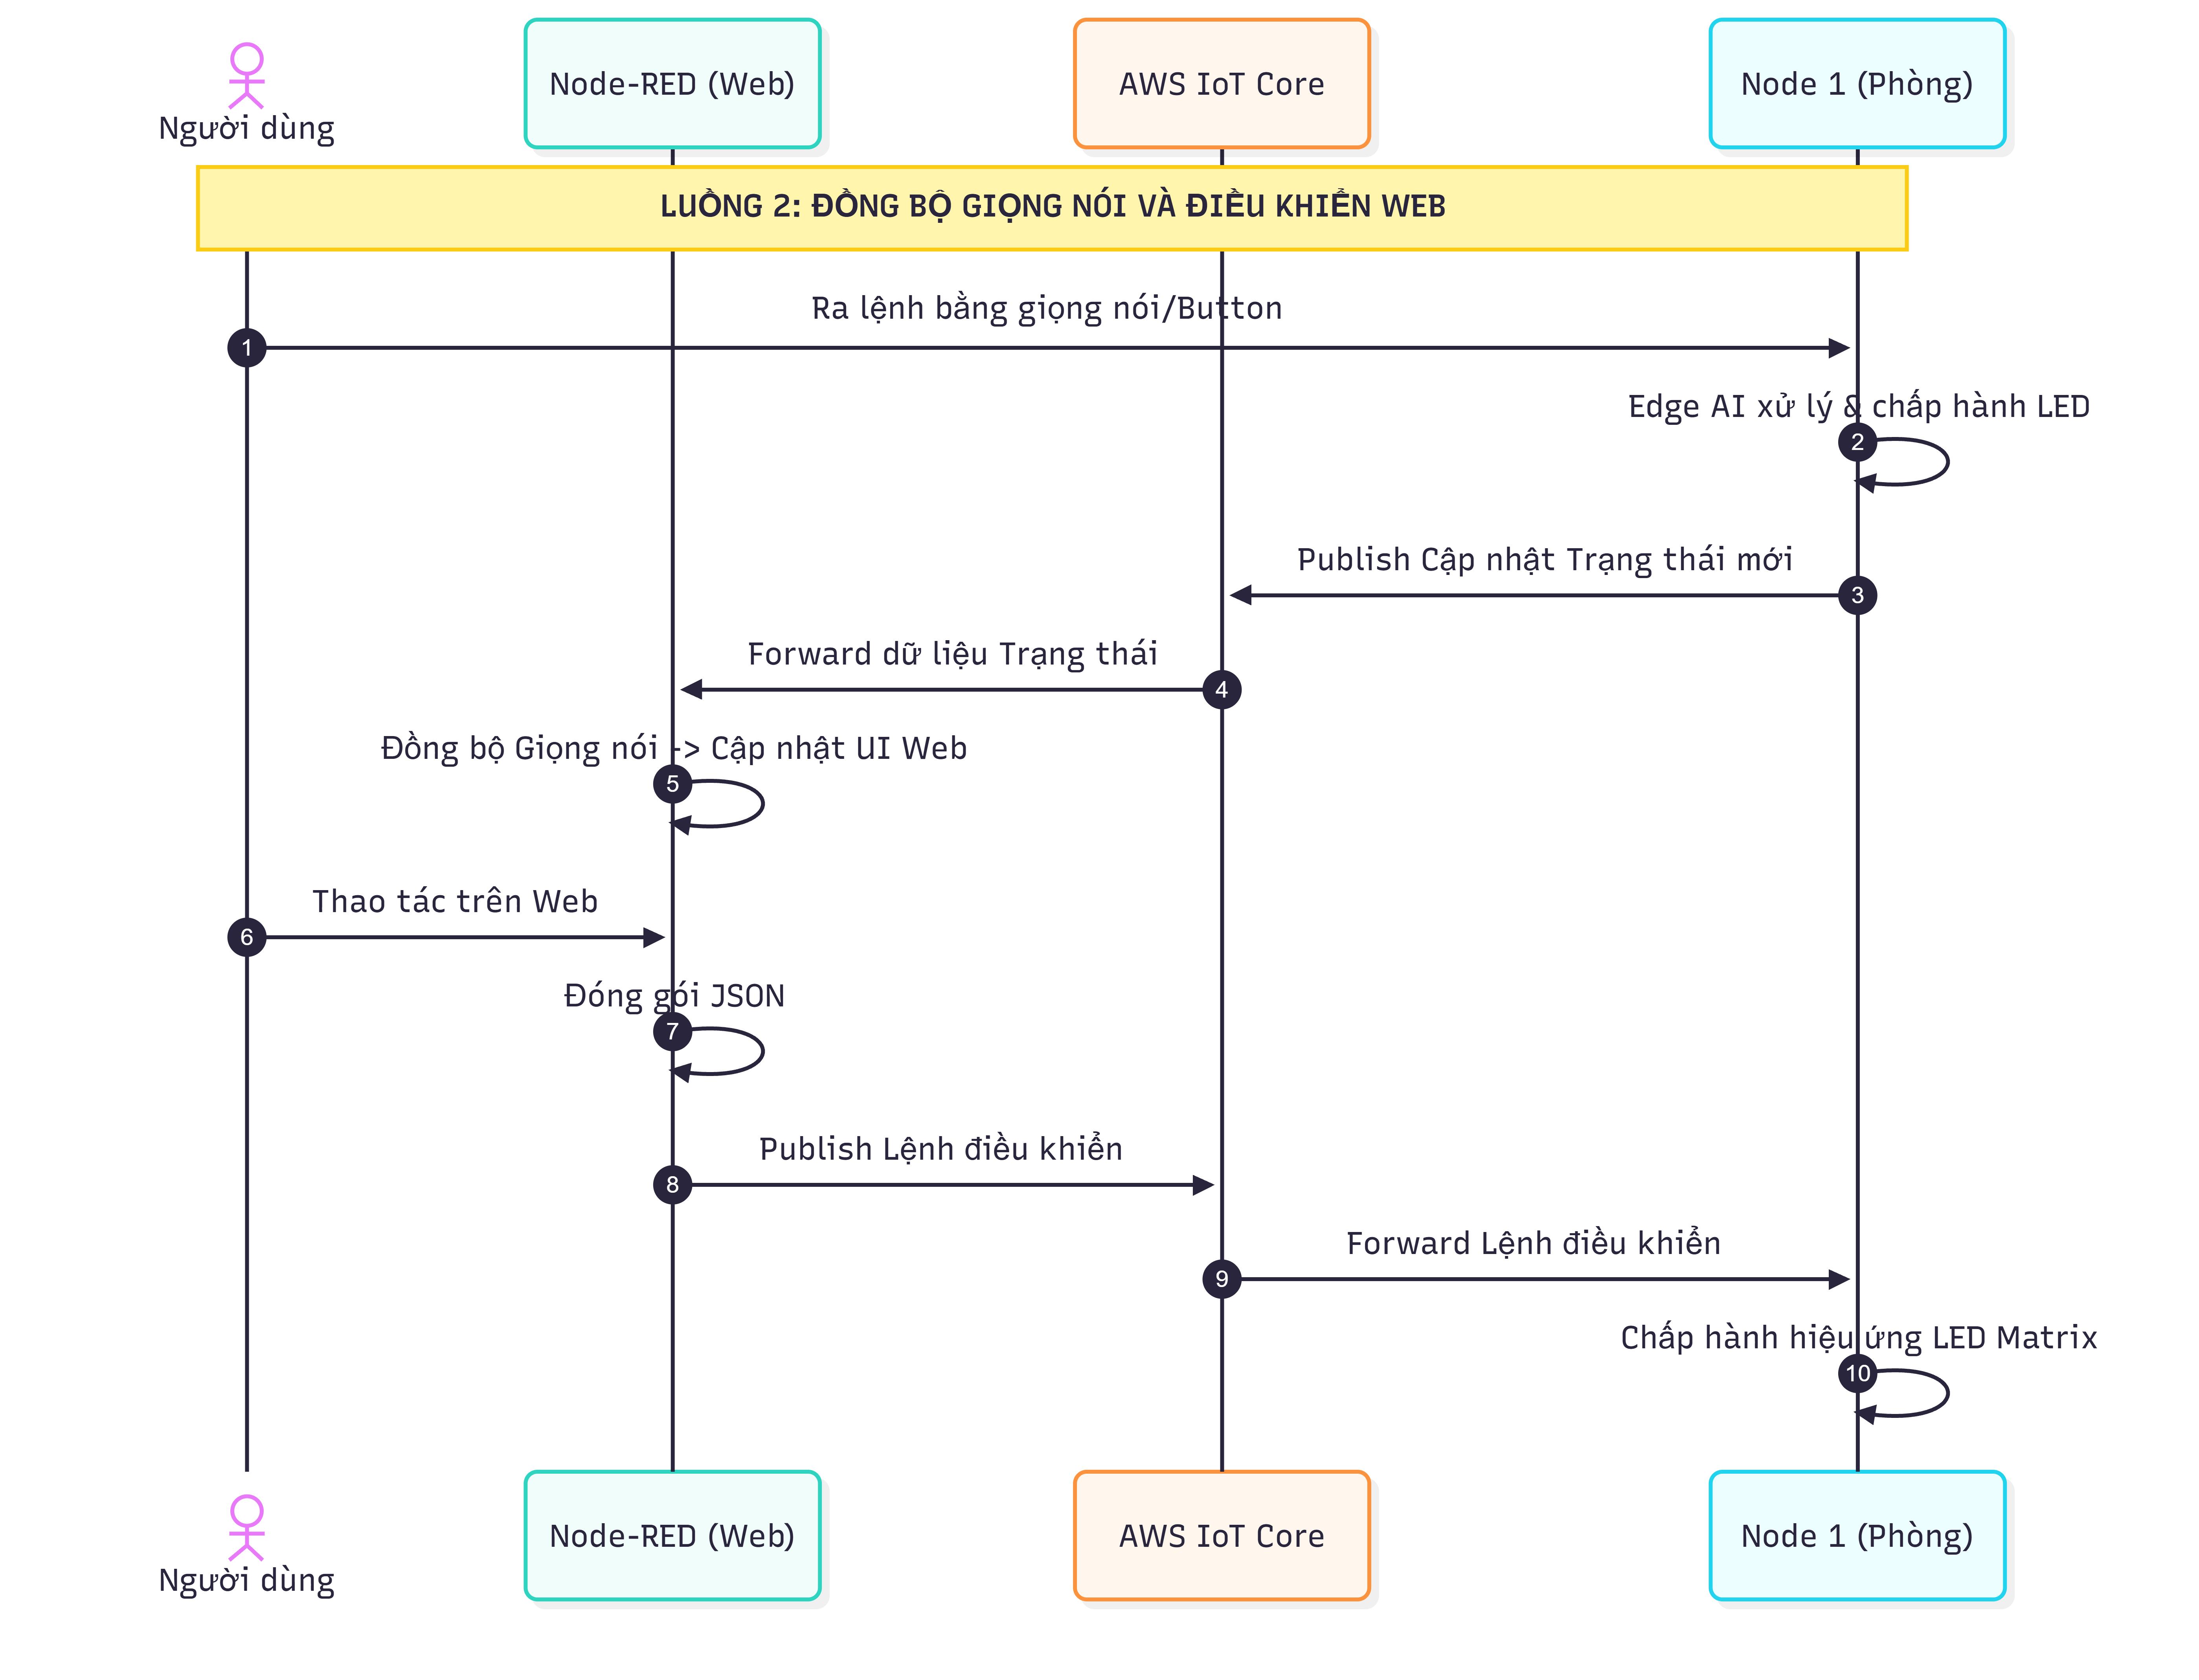 Người dùng
Node-RED (Web)
AWS IoT Core
Node 1 (Phòng)
LUỒNG 2: ĐỒNG BỘ GIỌNG NÓI VÀ ĐIỀU KHIỂN WEB
Ra lệnh bằng giọng nói/Button
1
Edge AI xử lý & chấp hành LED
2
Publish Cập nhật Trạng thái mới
3
Forward dữ liệu Trạng thái
4
Đồng bộ Giọng nói -> Cập nhật UI Web
5
Thao tác trên Web
6
Đóng gói JSON
7
Publish Lệnh điều khiển
8
Forward Lệnh điều khiển
9
Chấp hành hiệu ứng LED Matrix
10
Người dùng
Node-RED (Web)
AWS IoT Core
Node 1 (Phòng)